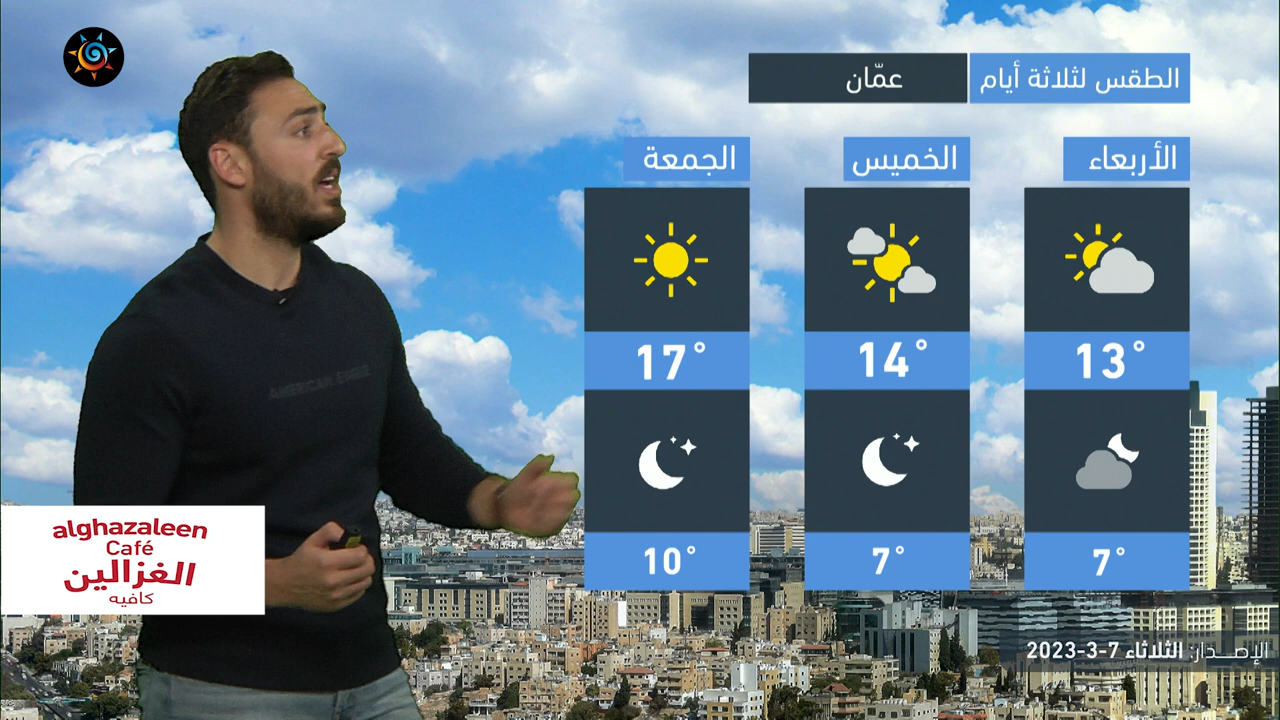 الطقس لثلاثة أيام
عمّان
الأربعاء
الخميس
الجمعة
13°
14°
17°
7°
7°
10°
AMERICAN EAGLE
alghazaleen
Café
الغزالين
كافيه
الإصـدار: الثلاثاء 7-3-2023